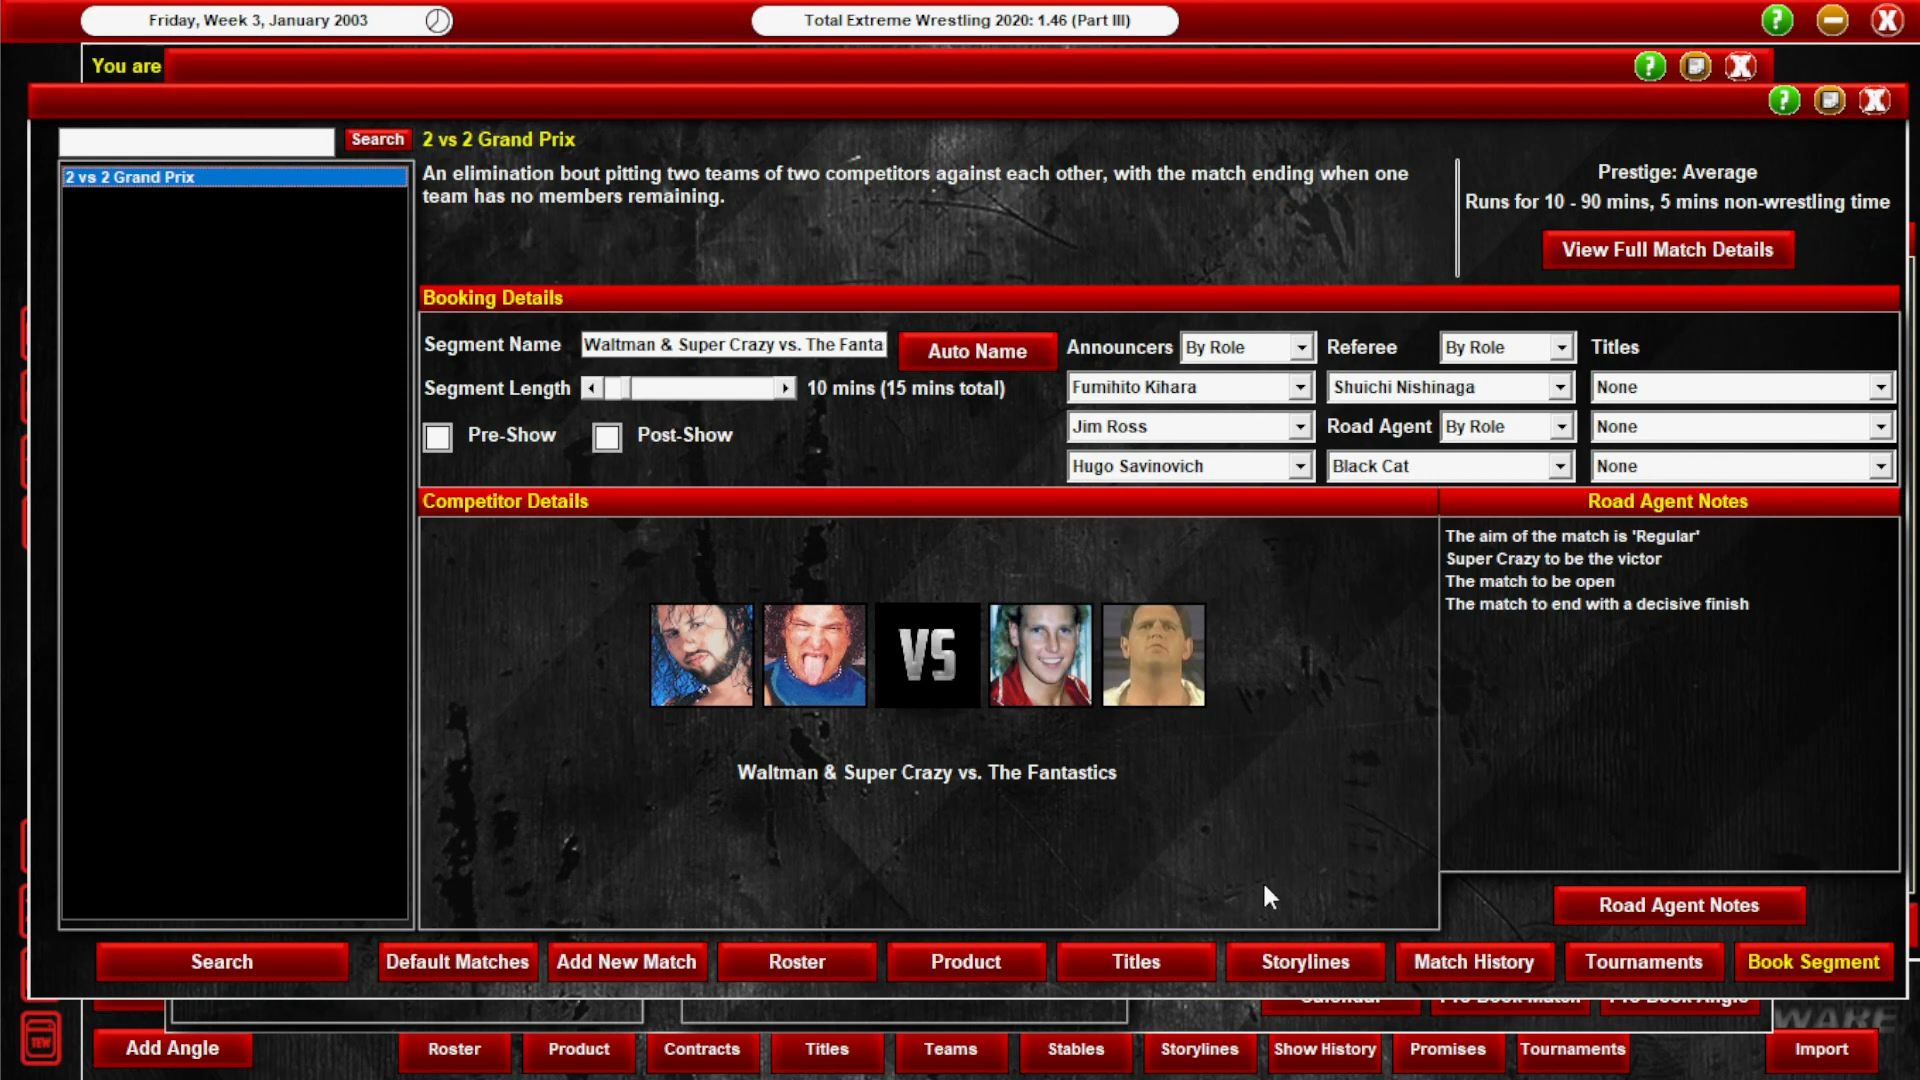 Friday, Week 3, January 2003
Total Extreme Wrestling 2020: 1.46 (Part III)
You are
Search
2 vs 2 Grand Prix
2 vs 2 Grand Prix
An elimination bout pitting two teams of two competitors against each other, with the match ending when one
team has no members remaining.
Prestige: Average
Runs for 10 - 90 mins, 5 mins non-wrestling time
View Full Match Details
Booking Details
Segment Name
Waltman & Super Crazy vs. The Fanta
Auto Name
Announcers
By Role
Referee
By Role
Titles
Segment Length
10 mins (15 mins total)
Fumihito Kihara
Shuichi Nishinaga
None
Pre-Show
Post-Show
Jim Ross
Road Agent
By Role
None
Hugo Savinovich
Black Cat
None
Competitor Details
Road Agent Notes
The aim of the match is 'Regular'
Super Crazy to be the victor
The match to be open
The match to end with a decisive finish
VS
Waltman & Super Crazy vs. The Fantastics
Road Agent Notes
Search
Default Matches
Add New Match
Roster
Product
Titles
Storylines
Match History
Tournaments
Book Segment
Calendar
Pre Book Match
Pre Book Angle
WARE
TEW
Add Angle
Roster
Product
Contracts
Titles
Teams
Stables
Storylines
Show History
Promises
Tournaments
Import